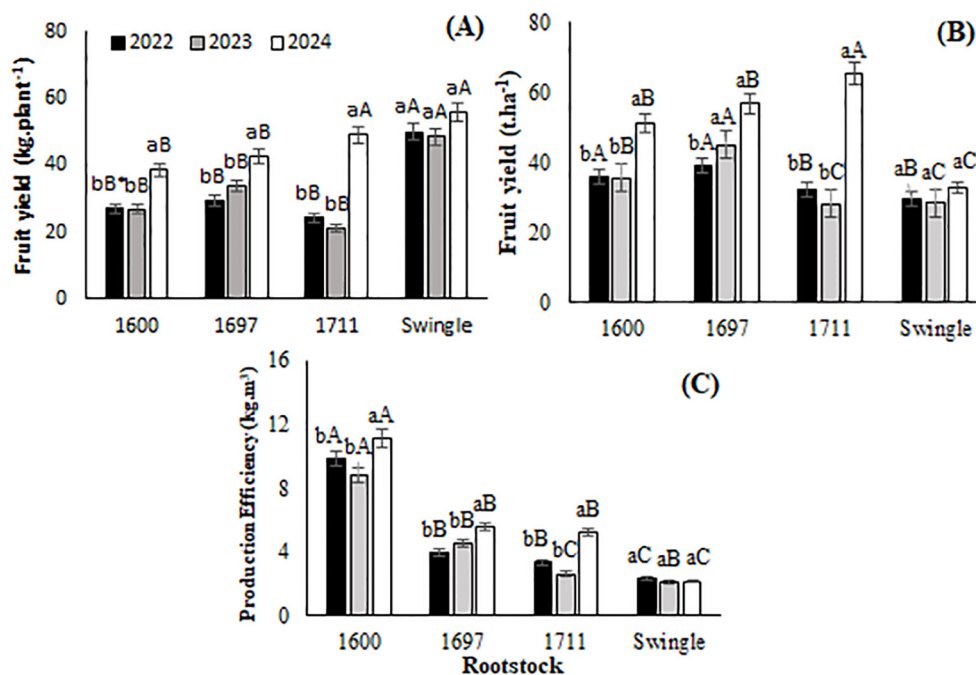 (A)
2022 2023 2024
Fruit yield (kg.plant⁻¹)
80
60
40
20
0
bB* bB aB
bB bB aB
bB bB aA
aA aA aA
1600 1697 1711 Swingle
(B)
Fruit yield (t.ha⁻¹)
80
60
40
20
0
bA bB aB
bA aA aB
bB bC aA
aB aC aC
1600 1697 1711 Swingle
(C)
Production Efficiency (kg.m³)
16
12
8
4
0
bA bA aA
bB bB aB
bB bC aB
aC aB aC
1600 1697 1711 Swingle
Rootstock